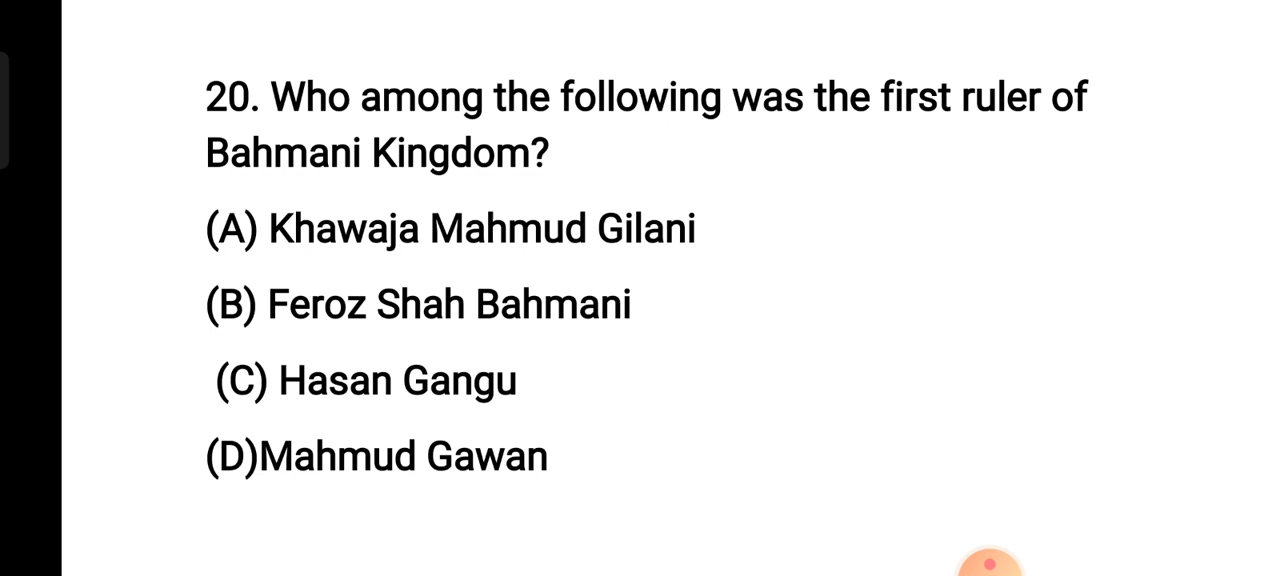 20. Who among the following was the first ruler of
Bahmani Kingdom?
(A) Khawaja Mahmud Gilani
(B) Feroz Shah Bahmani
(C) Hasan Gangu
(D)Mahmud Gawan